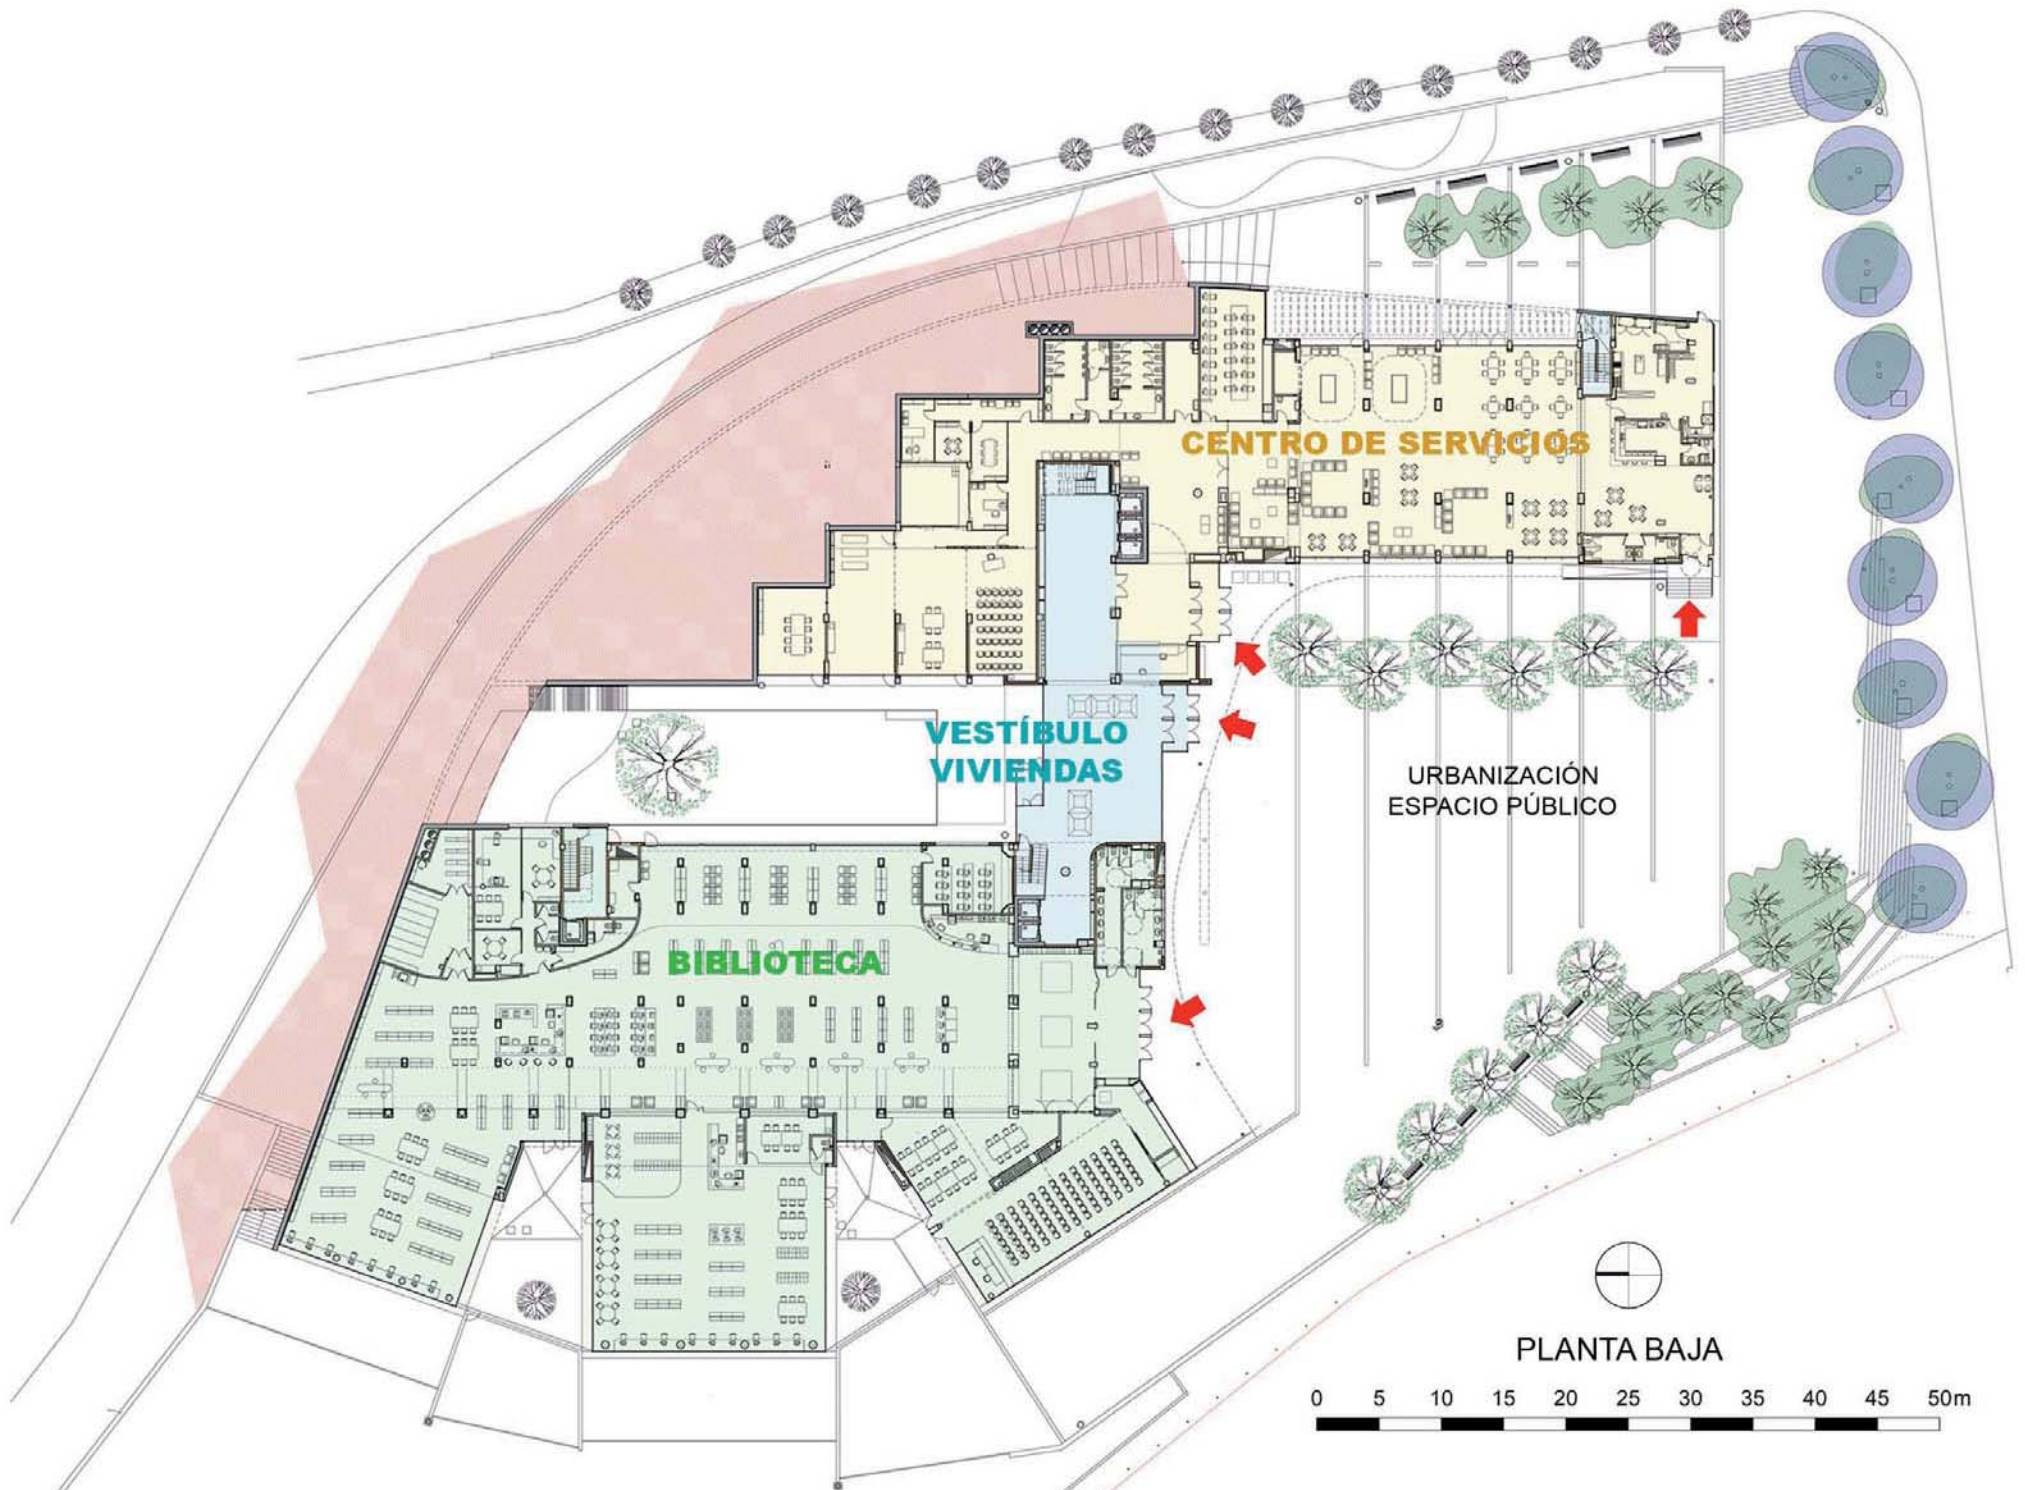 CENTRO DE SERVICIOS
VESTÍBULO
VIVIENDAS
URBANIZACIÓN
ESPACIO PÚBLICO
BIBLIOTECA
PLANTA BAJA
0 5 10 15 20 25 30 35 40 45 50m